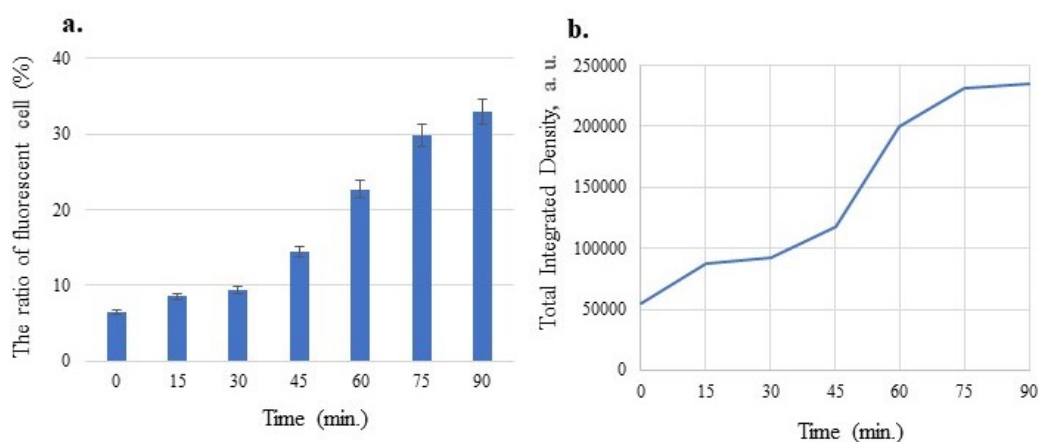 a.
The ratio of fluorescent cell (%)
40
30
20
10
0
0 15 30 45 60 75 90
Time (min.)
b.
Total Integrated Density, a. u.
250000
200000
150000
100000
50000
0
0 15 30 45 60 75 90
Time (min.)